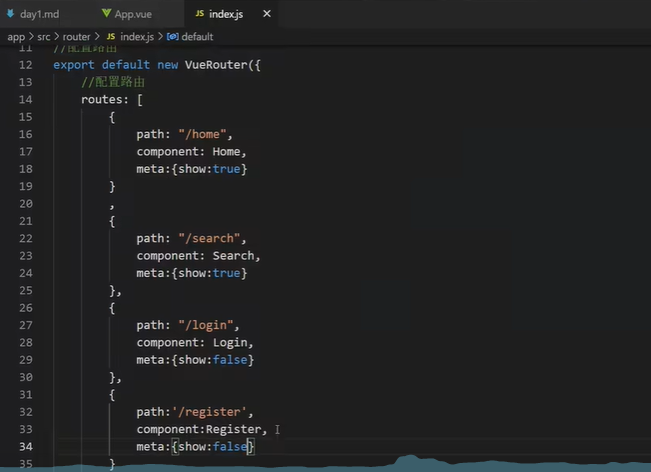 day1.md App.vue JS index.js ×
app > src > router > JS index.js > default
11 //配置路由
12 export default new VueRouter({
13 //配置路由
14 routes: [
15 {
16 path: "/home",
17 component: Home,
18 meta:{show:true}
19 }
20 ,
21 {
22 path: "/search",
23 component: Search,
24 meta:{show:true}
25 },
26 {
27 path: "/login",
28 component: Login,
29 meta:{show:false}
30 },
31 {
32 path:'/register',
33 component:Register,
34 meta:{show:false}
35 }